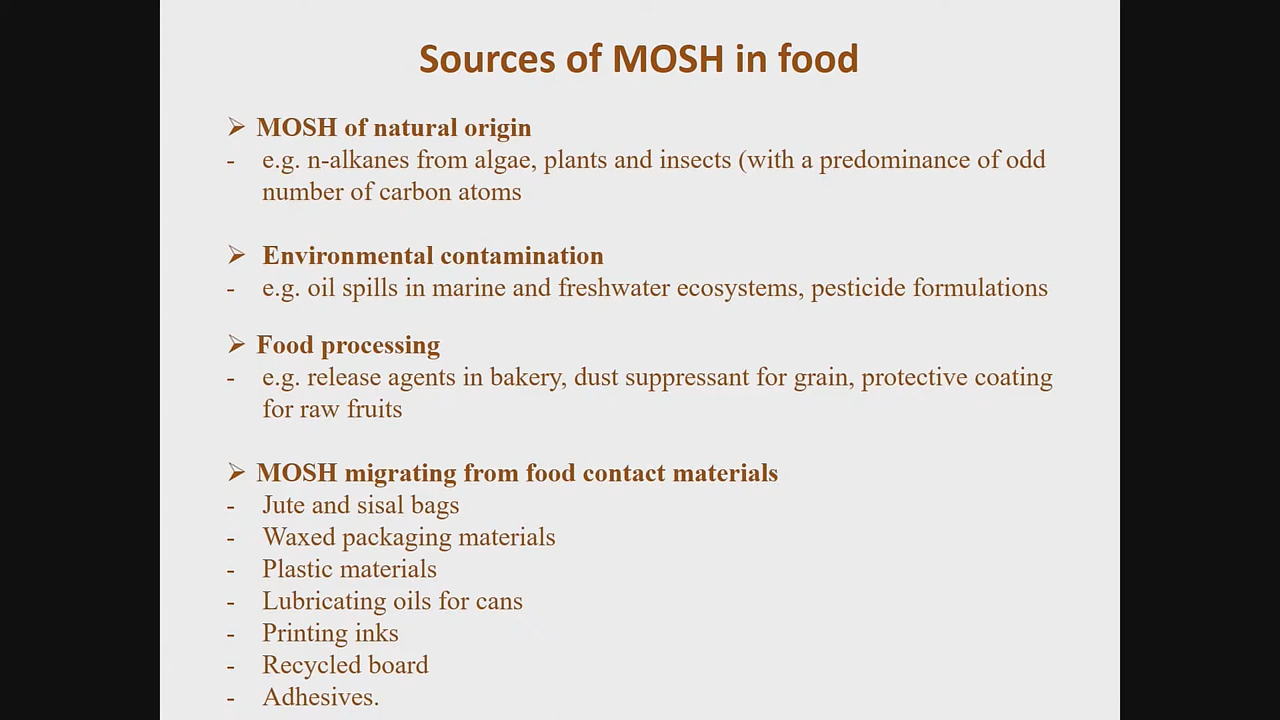 Sources of MOSH in food
➢ MOSH of natural origin
- e.g. n-alkanes from algae, plants and insects (with a predominance of odd
number of carbon atoms
➢ Environmental contamination
- e.g. oil spills in marine and freshwater ecosystems, pesticide formulations
➢ Food processing
- e.g. release agents in bakery, dust suppressant for grain, protective coating
for raw fruits
➢ MOSH migrating from food contact materials
- Jute and sisal bags
- Waxed packaging materials
- Plastic materials
- Lubricating oils for cans
- Printing inks
- Recycled board
- Adhesives.